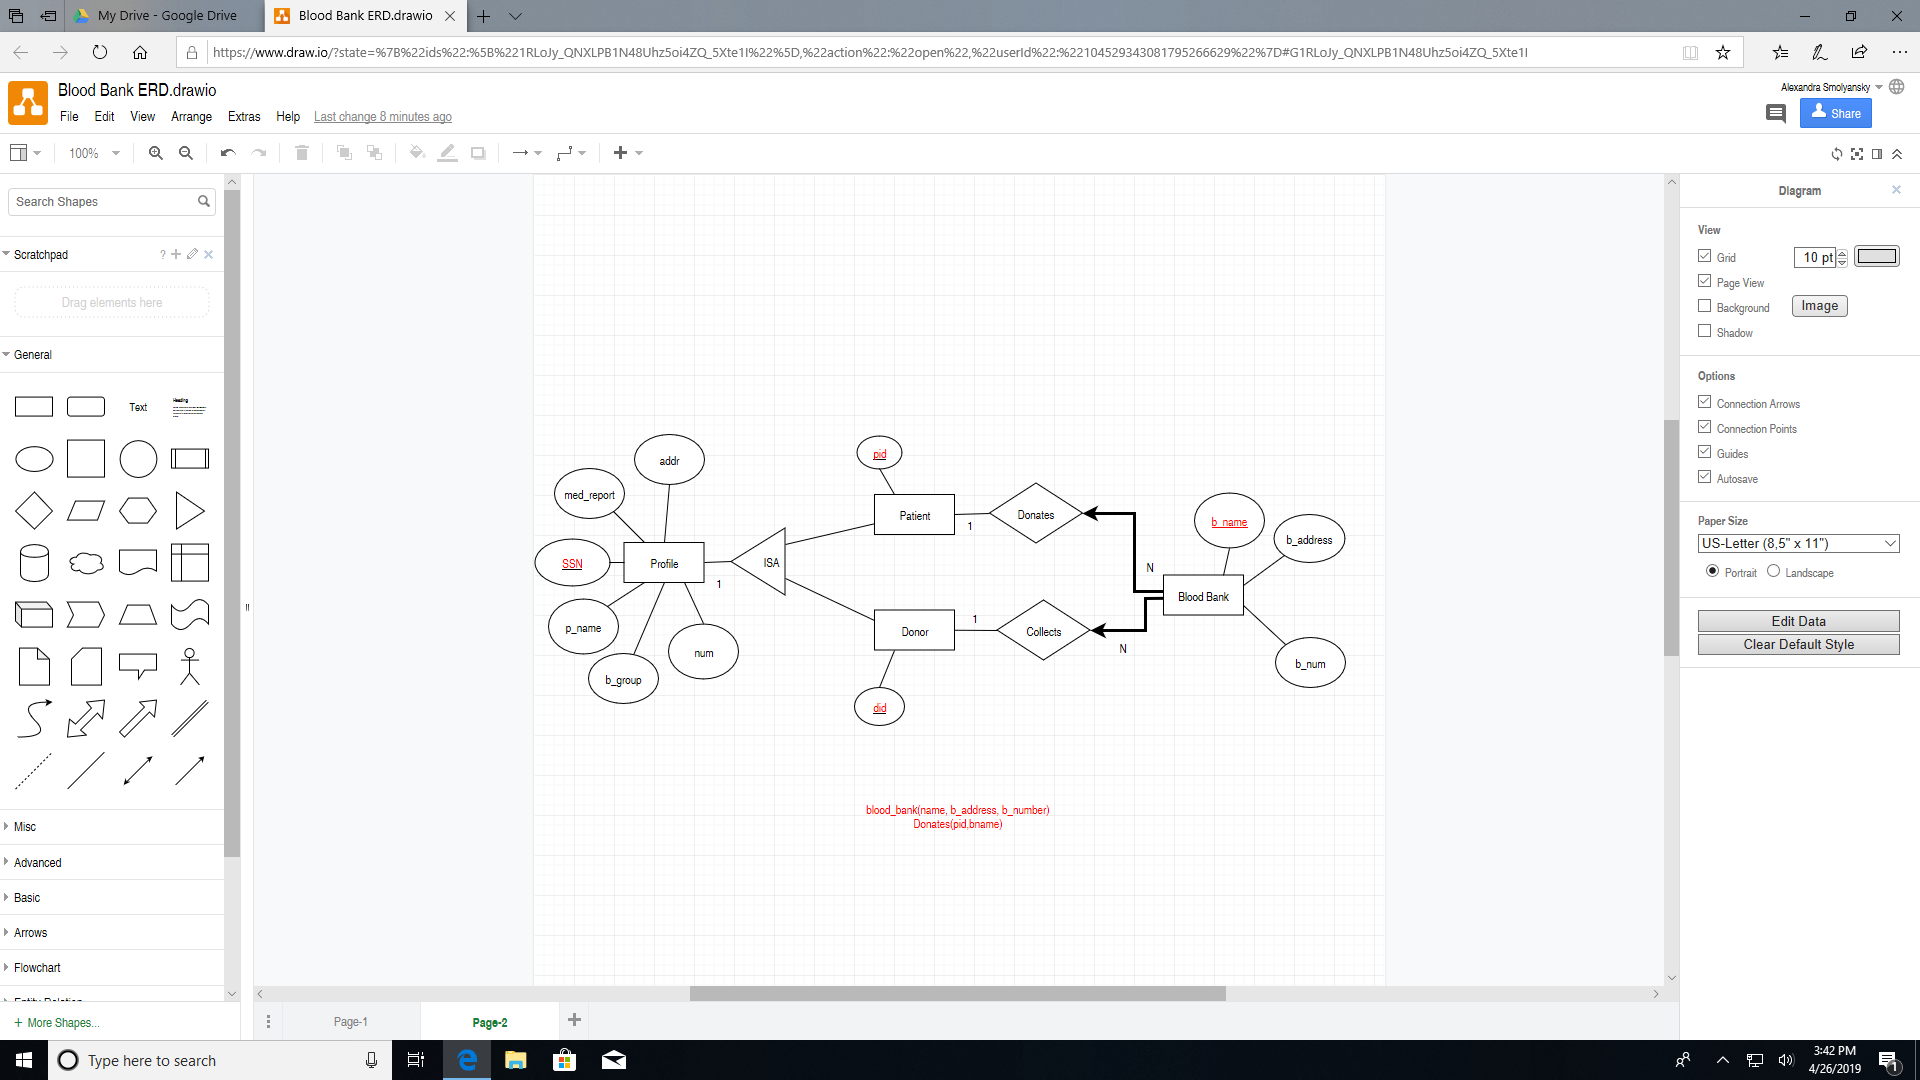 My Drive - Google Drive
Blood Bank ERD.drawio
https://www.draw.io/?state=%7B%22ids%22:%5B%221RLoJy_QNXLPB1N48Uhz5oi4ZQ_5Xte1I%22%5D,%22action%22:%22open%22,%22userId%22:%22104529343081795266629%22%7D#G1RLoJy_QNXLPB1N48Uhz5oi4ZQ_5Xte1I
Blood Bank ERD.drawio
Alexandra Smolyansky
File Edit View Arrange Extras Help Last change 8 minutes ago
Share
100%
Search Shapes
Scratchpad
?
Drag elements here
General
Text
Heading
Misc
Advanced
Basic
Arrows
Flowchart
Entity Relation
+ More Shapes...
addr
med_report
SSN
Profile
p_name
b_group
num
1
ISA
pid
Patient
1
Donates
N
Donor
1
Collects
N
did
b_name
b_address
Blood Bank
b_num
blood_bank(name, b_address, b_number)
Donates(pid,bname)
Page-1
Page-2
Diagram
View
Grid
10 pt
Page View
Background
Image
Shadow
Options
Connection Arrows
Connection Points
Guides
Autosave
Paper Size
US-Letter (8,5" x 11")
Portrait
Landscape
Edit Data
Clear Default Style
Type here to search
3:42 PM
4/26/2019
1